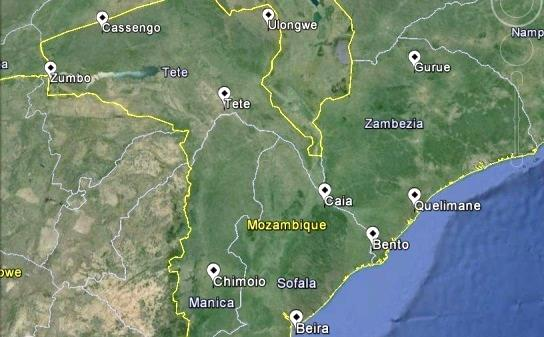 Cassengo
Ulongwe
Namp
Gurue
a
Zumbo
Tete
Tete
Zambezia
Caia
Quelimane
Mozambique
Bento
owe
Chimoio
Sofala
Manica
Beira